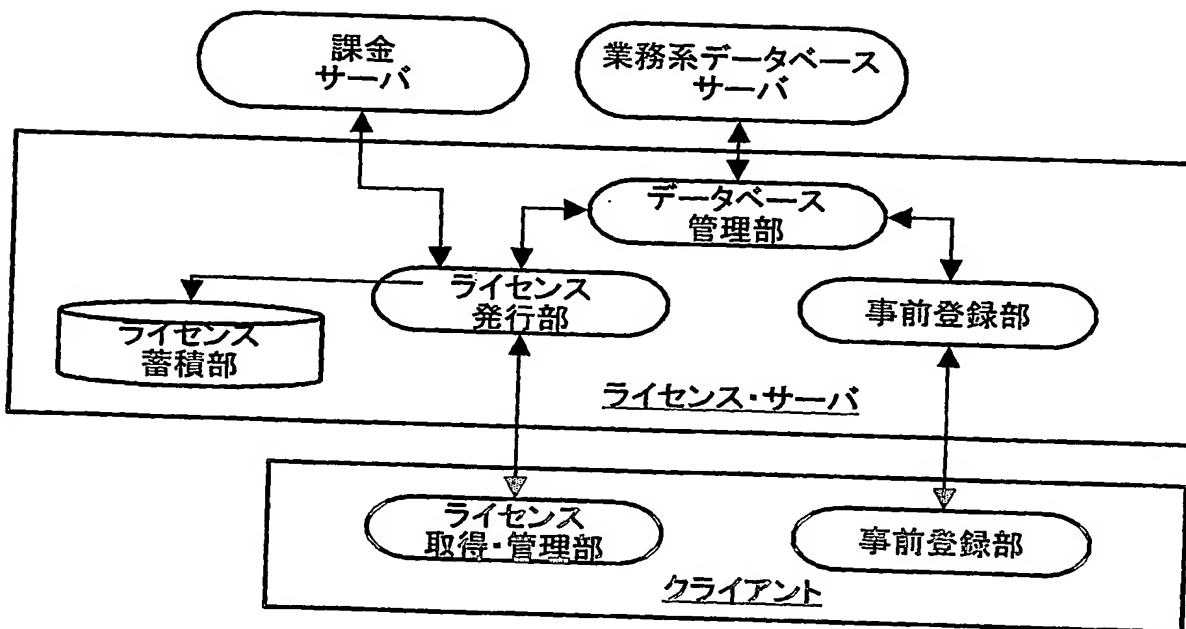 課金
サーバ
業務系データベース
サーバ
データベース
管理部
ライセンス
発行部
事前登録部
ライセンス
蓄積部
ライセンス・サーバ
ライセンス
取得・管理部
事前登録部
クライアント